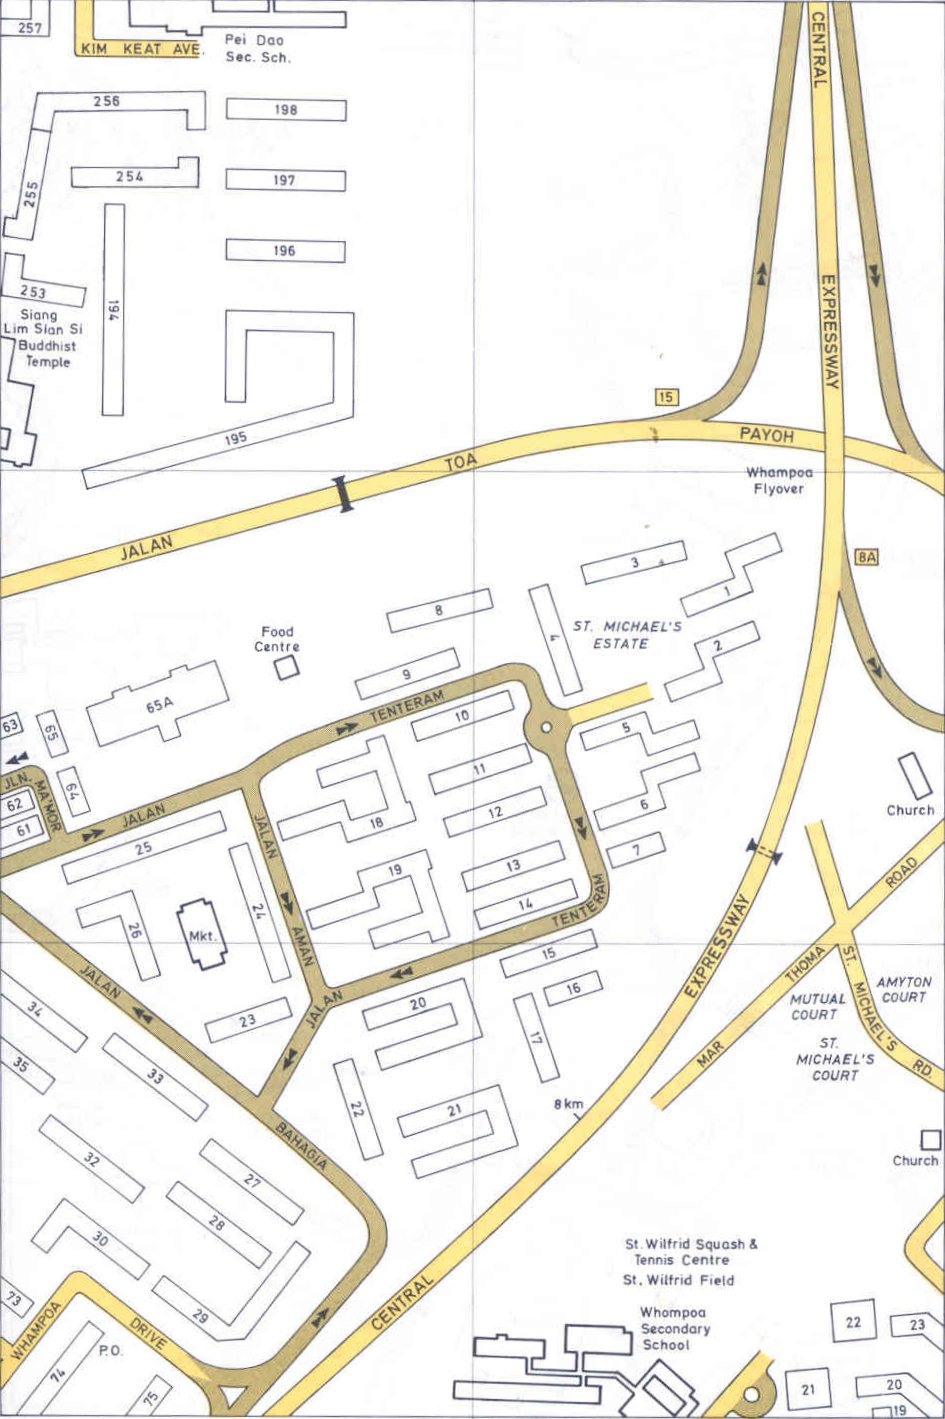 257
KIM KEAT AVE.
Pei Dao
Sec. Sch.
CENTRAL
256
198
254
197
255
196
253
194
Siang
Lim Sian Si
Buddhist
Temple
EXPRESSWAY
15
195
TOA
PAYOH
Whampoa
Flyover
JALAN
8A
3
1
8
4
ST. MICHAEL'S
ESTATE
2
Food
Centre
9
65A
TENTERAM
10
63
65
5
JLN.
MA'MOR
64
11
62
61
JALAN
JALAN
18
12
6
Church
25
7
19
13
ROAD
24
14
TENTERAM
26
Mkt.
AMAN
15
EXPRESSWAY
THOMA
ST.
MICHAEL'S
RD.
AMYTON
COURT
JALAN
16
MUTUAL
COURT
34
23
JALAN
20
17
MAR
ST.
MICHAEL'S
COURT
35
33
22
21
8km
BAHAGIA
Church
32
27
28
30
St. Wilfrid Squash &
Tennis Centre
St. Wilfrid Field
73
29
CENTRAL
WHAMPOA
DRIVE
Whompoa
Secondary
School
22
23
P.O.
74
75
21
20
19